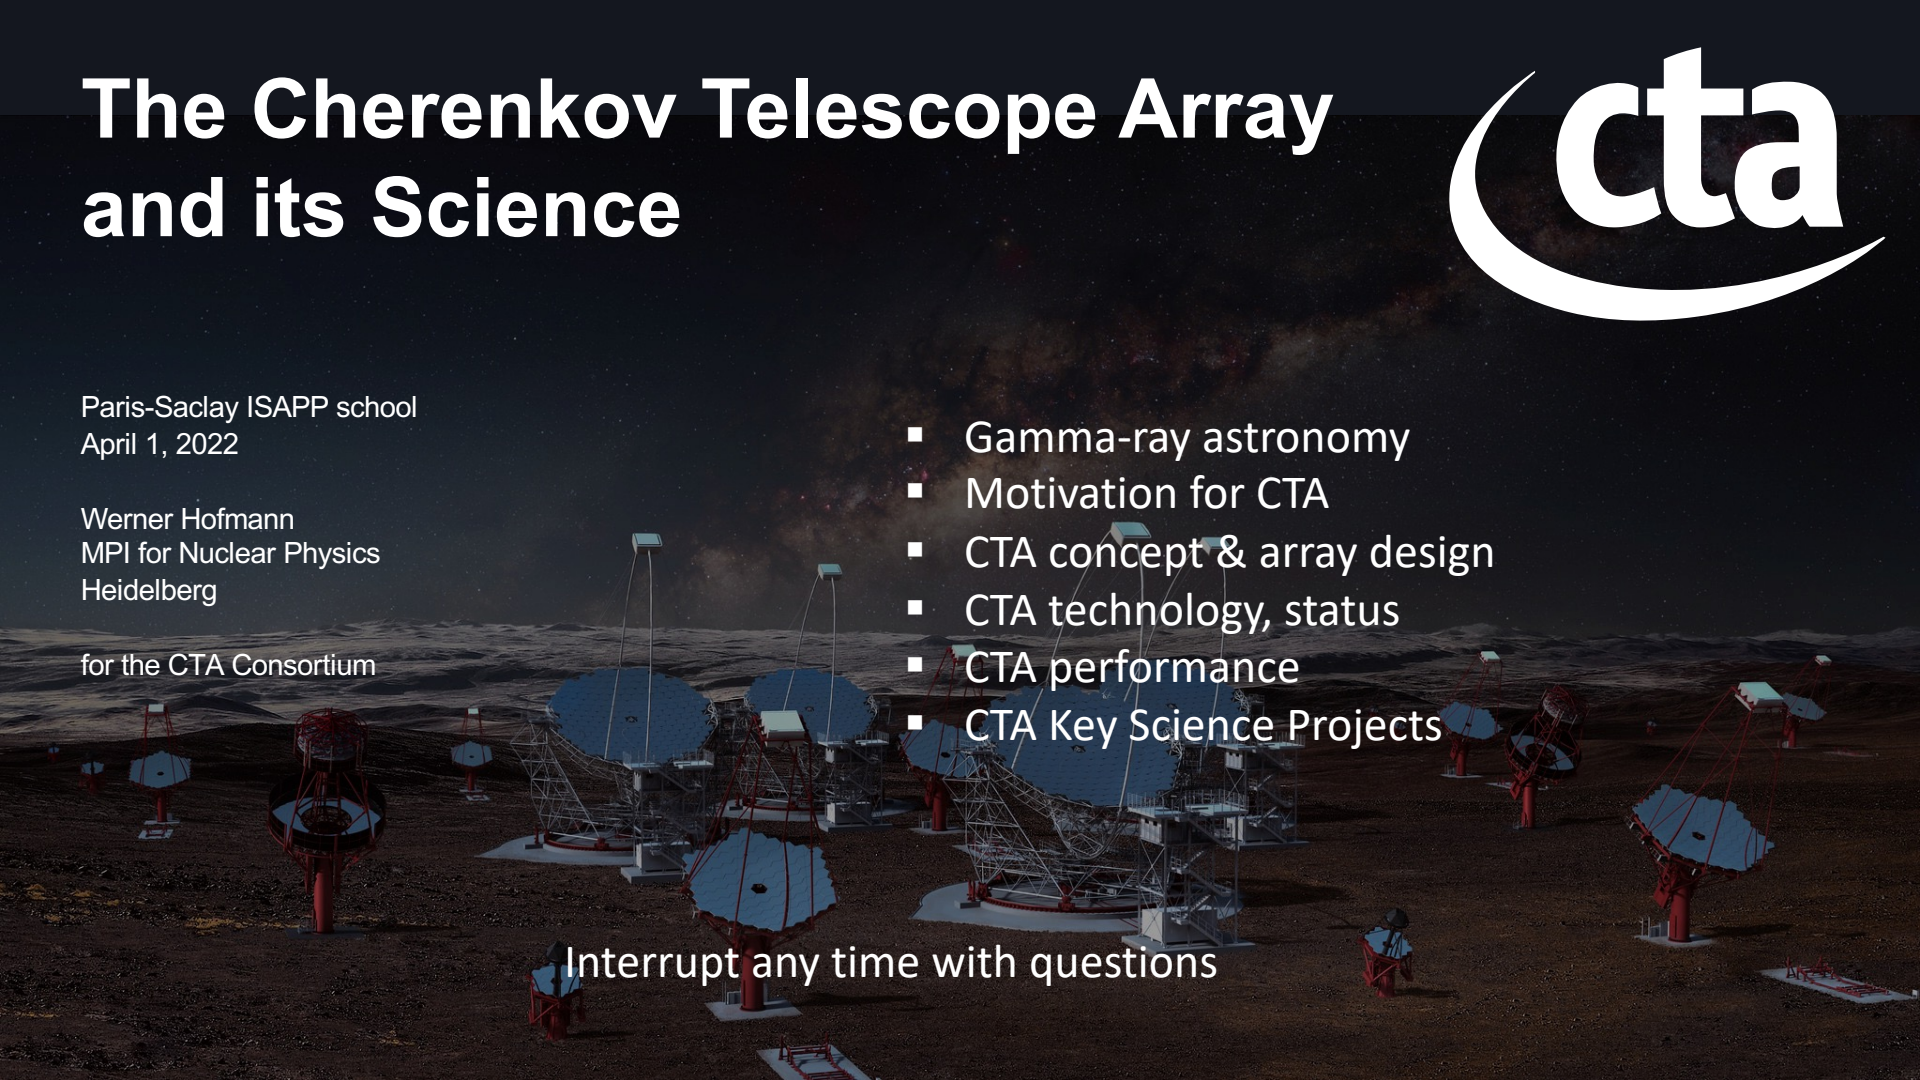 The Cherenkov Telescope Array
and its Science
cta
Paris-Saclay ISAPP school
April 1, 2022
Werner Hofmann
MPI for Nuclear Physics
Heidelberg
for the CTA Consortium
▪ Gamma-ray astronomy
▪ Motivation for CTA
▪ CTA concept & array design
▪ CTA technology, status
▪ CTA performance
▪ CTA Key Science Projects
Interrupt any time with questions